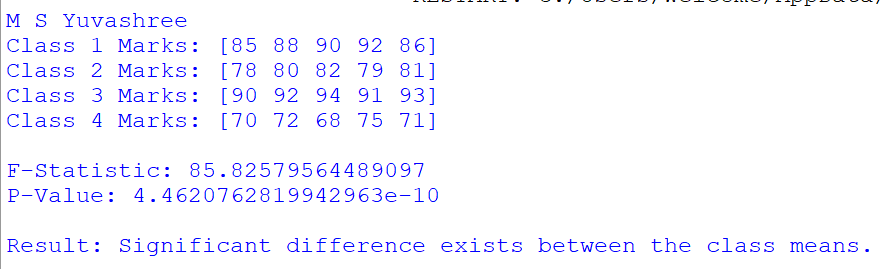 M S Yuvashree
Class 1 Marks: [85 88 90 92 86]
Class 2 Marks: [78 80 82 79 81]
Class 3 Marks: [90 92 94 91 93]
Class 4 Marks: [70 72 68 75 71]
F-Statistic: 85.82579564489097
P-Value: 4.4620762819942963e-10
Result: Significant difference exists between the class means.